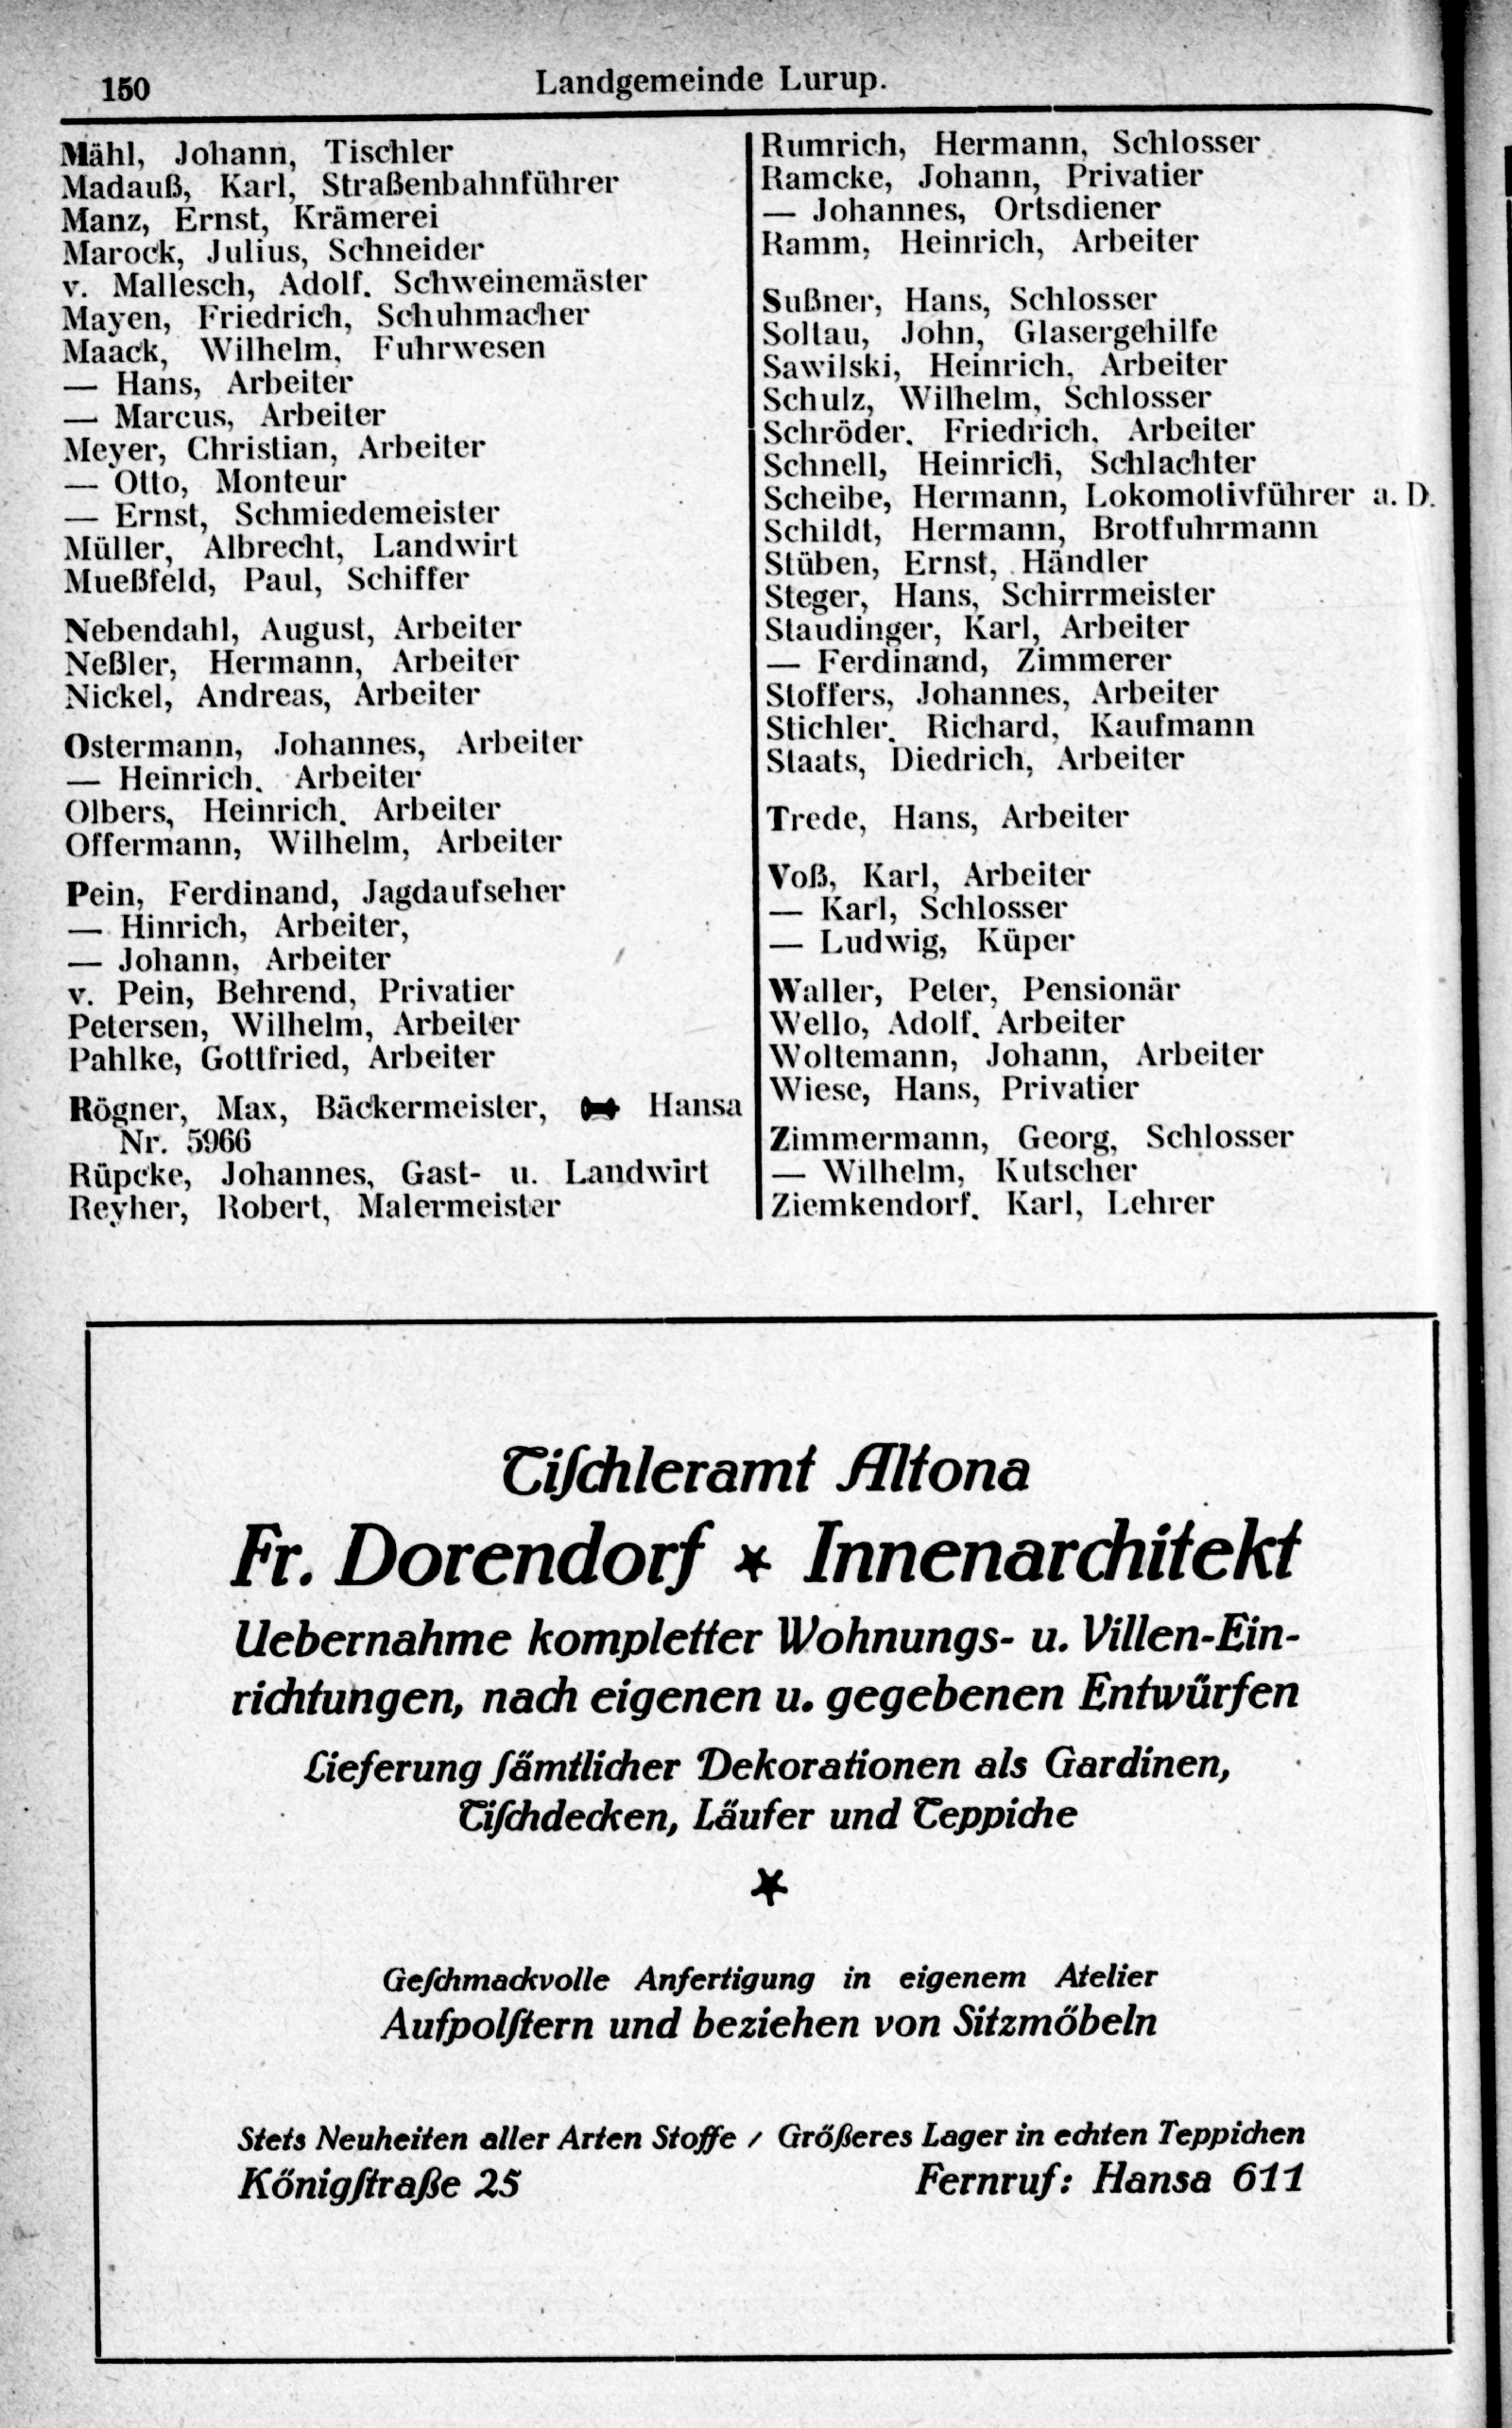 150
Landgemeinde Lurup.
Mähl, Johann, Tischler
Madauß, Karl, Straßenbahnführer
Manz, Ernst, Krämerei
Marock, Julius, Schneider
v. Mallesch, Adolf, Schweinemäster
Mayen, Friedrich, Schuhmacher
Maack, Wilhelm, Fuhrwesen
— Hans, Arbeiter
— Marcus, Arbeiter
Meyer, Christian, Arbeiter
— Otto, Monteur
— Ernst, Schmiedemeister
Müller, Albrecht, Landwirt
Mueßfeld, Paul, Schiffer
Nebendahl, August, Arbeiter
Neßler, Hermann, Arbeiter
Nickel, Andreas, Arbeiter
Ostermann, Johannes, Arbeiter
— Heinrich, Arbeiter
Olbers, Heinrich, Arbeiter
Offermann, Wilhelm, Arbeiter
Pein, Ferdinand, Jagdaufseher
— Hinrich, Arbeiter,
— Johann, Arbeiter
v. Pein, Behrend, Privatier
Petersen, Wilhelm, Arbeiter
Pahlke, Gottfried, Arbeiter
Rögner, Max, Bäckermeister, Hansa
Nr. 5966
Rüpcke, Johannes, Gast- u. Landwirt
Reyher, Robert, Malermeister
Rumrich, Hermann, Schlosser
Ramcke, Johann, Privatier
— Johannes, Ortsdiener
Ramm, Heinrich, Arbeiter
Sußner, Hans, Schlosser
Soltau, John, Glasergehilfe
Sawilski, Heinrich, Arbeiter
Schulz, Wilhelm, Schlosser
Schröder, Friedrich, Arbeiter
Schnell, Heinrich, Schlachter
Scheibe, Hermann, Lokomotivführer a. D.
Schildt, Hermann, Brotfuhrmann
Stüben, Ernst, Händler
Steger, Hans, Schirrmeister
Staudinger, Karl, Arbeiter
— Ferdinand, Zimmerer
Stoffers, Johannes, Arbeiter
Stichler, Richard, Kaufmann
Staats, Diedrich, Arbeiter
Trede, Hans, Arbeiter
Voß, Karl, Arbeiter
— Karl, Schlosser
— Ludwig, Küper
Waller, Peter, Pensionär
Wello, Adolf, Arbeiter
Woltemann, Johann, Arbeiter
Wiese, Hans, Privatier
Zimmermann, Georg, Schlosser
— Wilhelm, Kutscher
Ziemkendorf, Karl, Lehrer
Tiſchleramt Altona
Fr. Dorendorf * Innenarchitekt
Uebernahme kompletter Wohnungs- u. Villen-Ein-
richtungen, nach eigenen u. gegebenen Entwürfen
Lieferung ſämtlicher Dekorationen als Gardinen,
Tiſchdecken, Läufer und Teppiche
*
Geſchmackvolle Anfertigung in eigenem Atelier
Aufpolſtern und beziehen von Sitzmöbeln
Stets Neuheiten aller Arten Stoffe / Größeres Lager in echten Teppichen
Königſtraße 25 Fernruf: Hansa 611